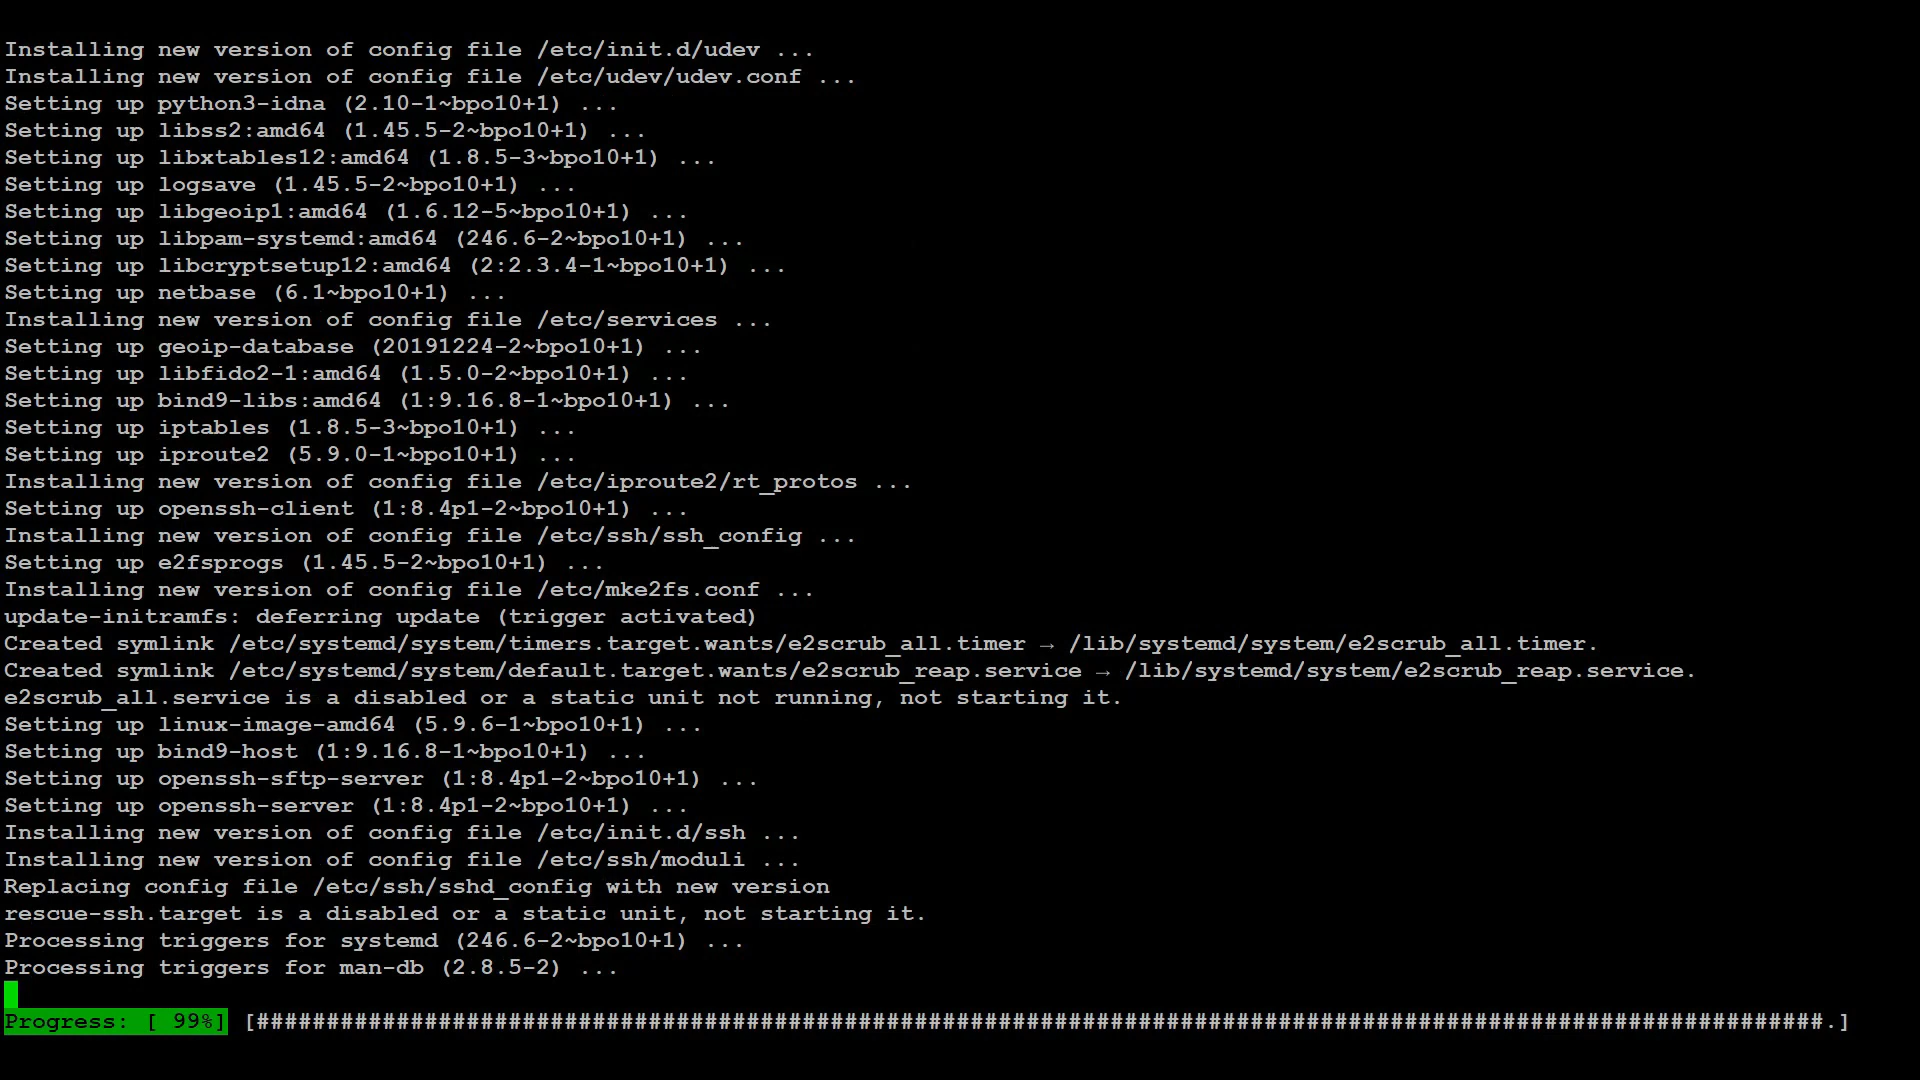 Installing new version of config file /etc/init.d/udev ...
Installing new version of config file /etc/udev/udev.conf ...
Setting up python3-idna (2.10-1~bpo10+1) ...
Setting up libss2:amd64 (1.45.5-2~bpo10+1) ...
Setting up libxtables12:amd64 (1.8.5-3~bpo10+1) ...
Setting up logsave (1.45.5-2~bpo10+1) ...
Setting up libgeoip1:amd64 (1.6.12-5~bpo10+1) ...
Setting up libpam-systemd:amd64 (246.6-2~bpo10+1) ...
Setting up libcryptsetup12:amd64 (2:2.3.4-1~bpo10+1) ...
Setting up netbase (6.1~bpo10+1) ...
Installing new version of config file /etc/services ...
Setting up geoip-database (20191224-2~bpo10+1) ...
Setting up libfido2-1:amd64 (1.5.0-2~bpo10+1) ...
Setting up bind9-libs:amd64 (1:9.16.8-1~bpo10+1) ...
Setting up iptables (1.8.5-3~bpo10+1) ...
Setting up iproute2 (5.9.0-1~bpo10+1) ...
Installing new version of config file /etc/iproute2/rt_protos ...
Setting up openssh-client (1:8.4p1-2~bpo10+1) ...
Installing new version of config file /etc/ssh/ssh_config ...
Setting up e2fsprogs (1.45.5-2~bpo10+1) ...
Installing new version of config file /etc/mke2fs.conf ...
update-initramfs: deferring update (trigger activated)
Created symlink /etc/systemd/system/timers.target.wants/e2scrub_all.timer → /lib/systemd/system/e2scrub_all.timer.
Created symlink /etc/systemd/system/default.target.wants/e2scrub_reap.service → /lib/systemd/system/e2scrub_reap.service.
e2scrub_all.service is a disabled or a static unit not running, not starting it.
Setting up linux-image-amd64 (5.9.6-1~bpo10+1) ...
Setting up bind9-host (1:9.16.8-1~bpo10+1) ...
Setting up openssh-sftp-server (1:8.4p1-2~bpo10+1) ...
Setting up openssh-server (1:8.4p1-2~bpo10+1) ...
Installing new version of config file /etc/init.d/ssh ...
Installing new version of config file /etc/ssh/moduli ...
Replacing config file /etc/ssh/sshd_config with new version
rescue-ssh.target is a disabled or a static unit, not starting it.
Processing triggers for systemd (246.6-2~bpo10+1) ...
Processing triggers for man-db (2.8.5-2) ...
Progress: [ 99%] [################################################################################################################.]